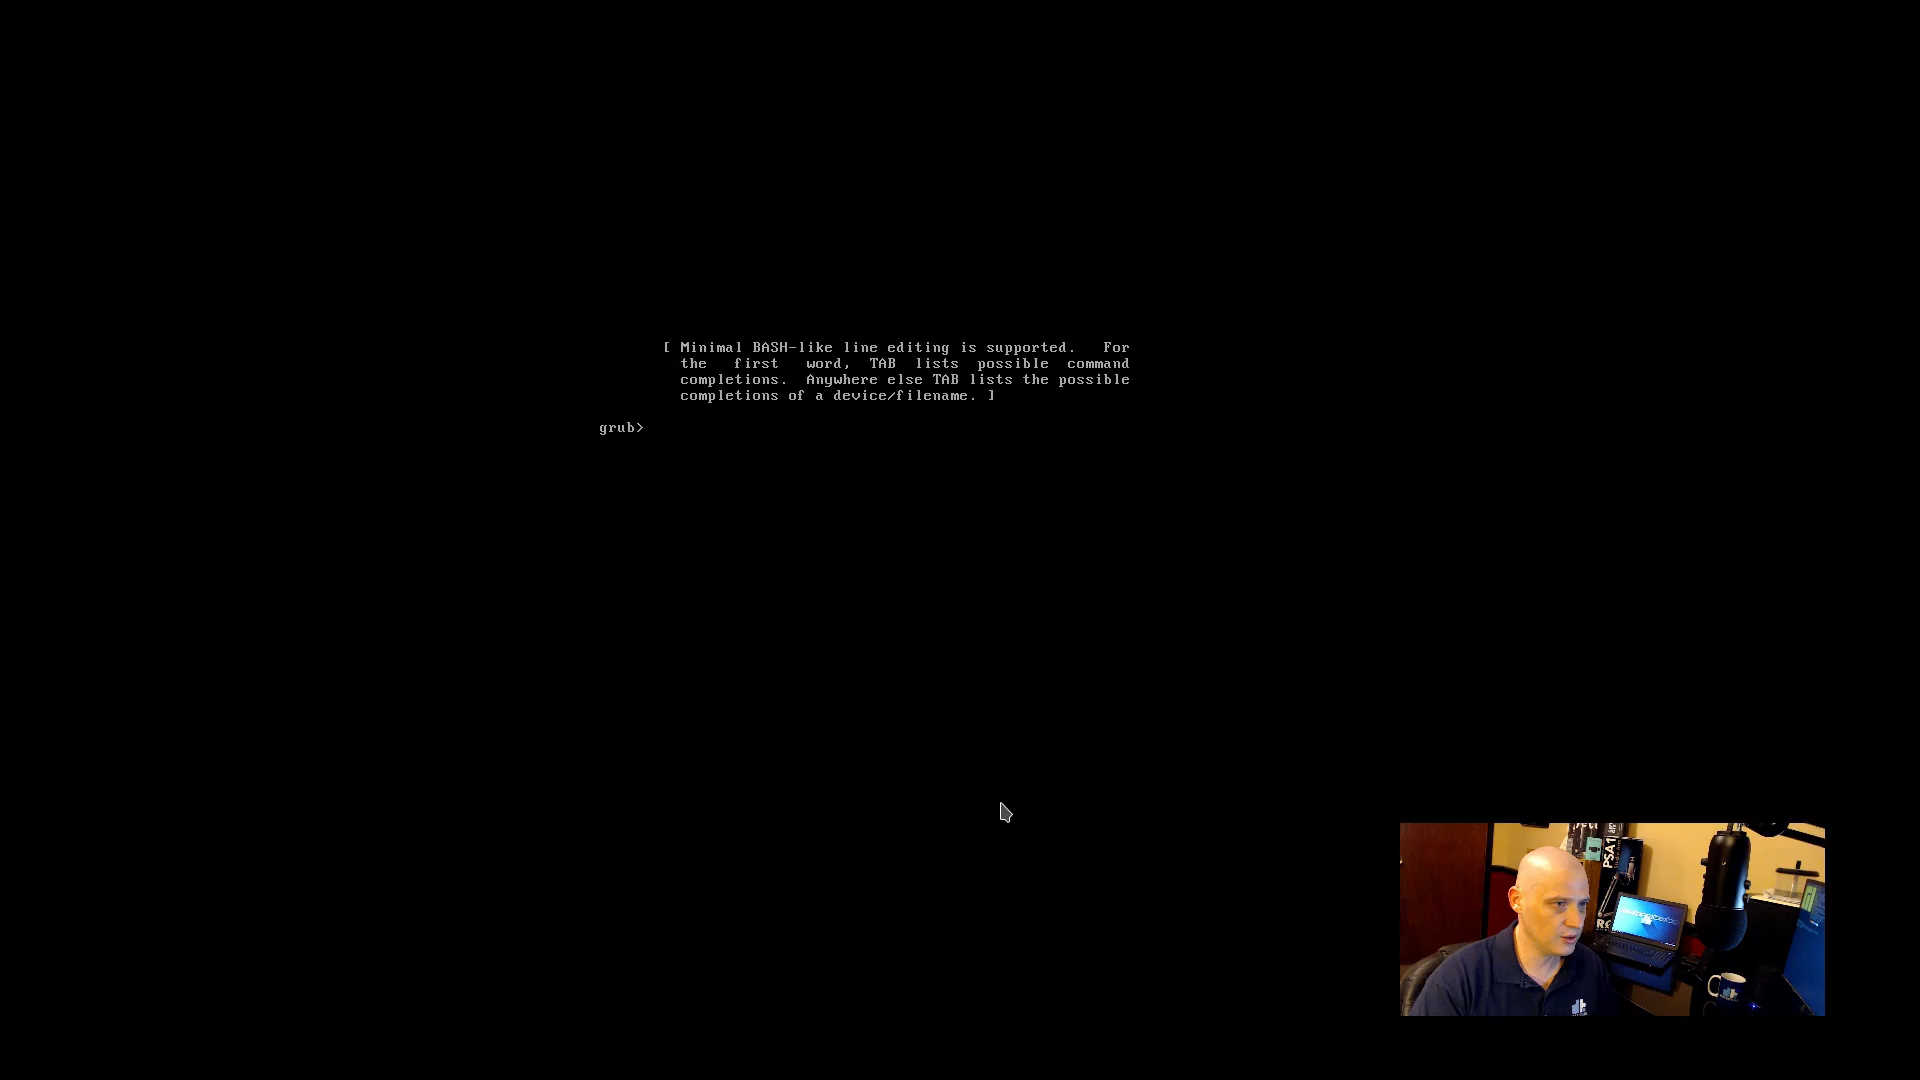 [ Minimal BASH-like line editing is supported. For
the first word, TAB lists possible command
completions. Anywhere else TAB lists the possible
completions of a device/filename. ]
grub>
PSA1